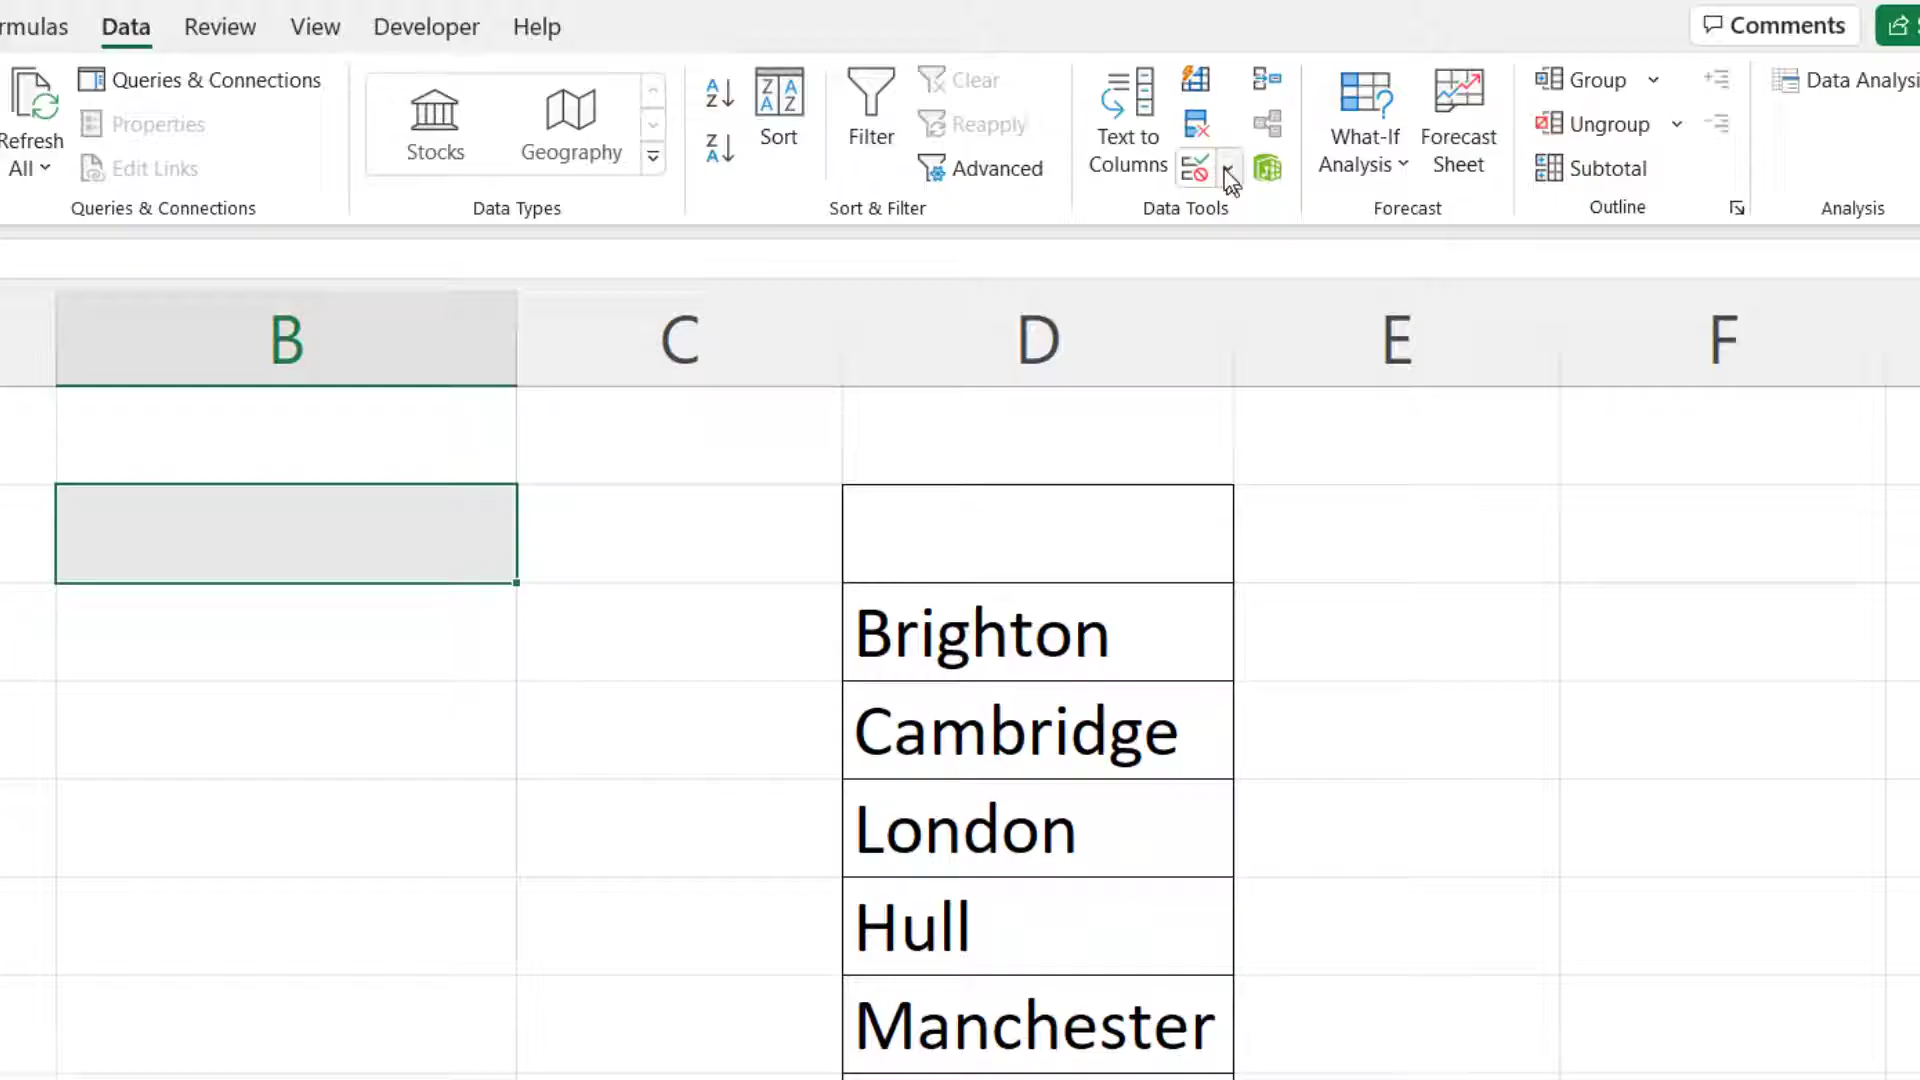 rmulas Data Review View Developer Help Comments
Queries & Connections
Properties
Edit Links
Refresh
All
Queries & Connections
Stocks
Geography
Data Types
Sort
Filter
Clear
Reapply
Advanced
Sort & Filter
Text to
Columns
Data Tools
What-If
Analysis
Forecast
Sheet
Forecast
Group
Ungroup
Subtotal
Outline
Data Analysi
Analysis
B C D E F
Brighton
Cambridge
London
Hull
Manchester